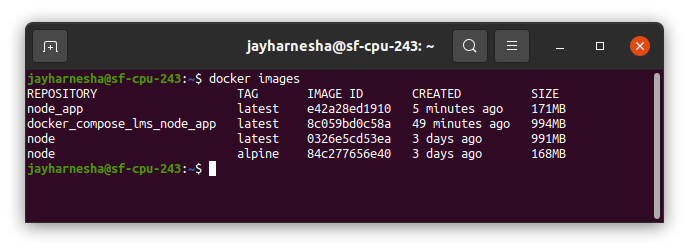 jayharnesha@sf-cpu-243: ~
jayharnesha@sf-cpu-243:~$ docker images
REPOSITORY TAG IMAGE ID CREATED SIZE
node_app latest e42a28ed1910 5 minutes ago 171MB
docker_compose_lms_node_app latest 8c059bd0c58a 49 minutes ago 994MB
node latest 0326e5cd53ea 3 days ago 991MB
node alpine 84c277656e40 3 days ago 168MB
jayharnesha@sf-cpu-243:~$